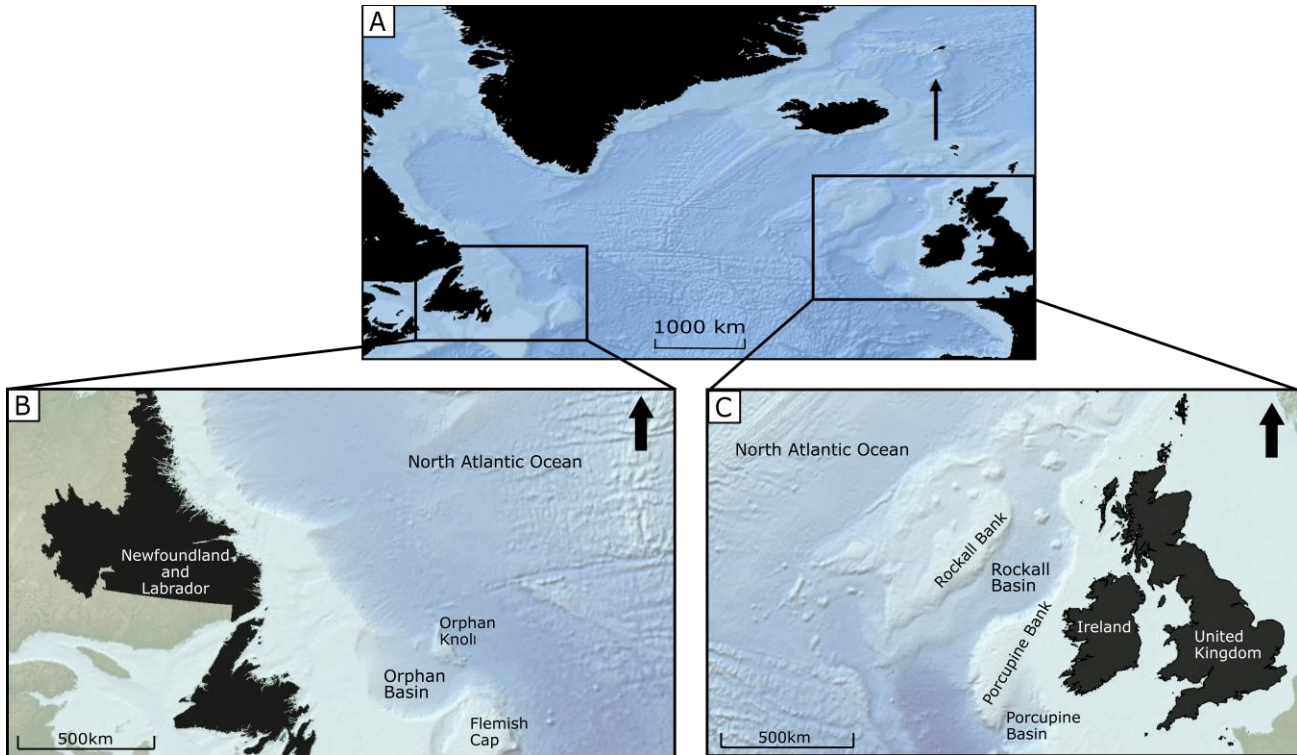 A
1000 km
B
North Atlantic Ocean
Newfoundland
and
Labrador
Orphan
Knoll
Orphan
Basin
Flemish
Cap
500km
C
North Atlantic Ocean
Rockall Bank
Rockall
Basin
Porcupine Bank
Ireland
United
Kingdom
Porcupine
Basin
500km